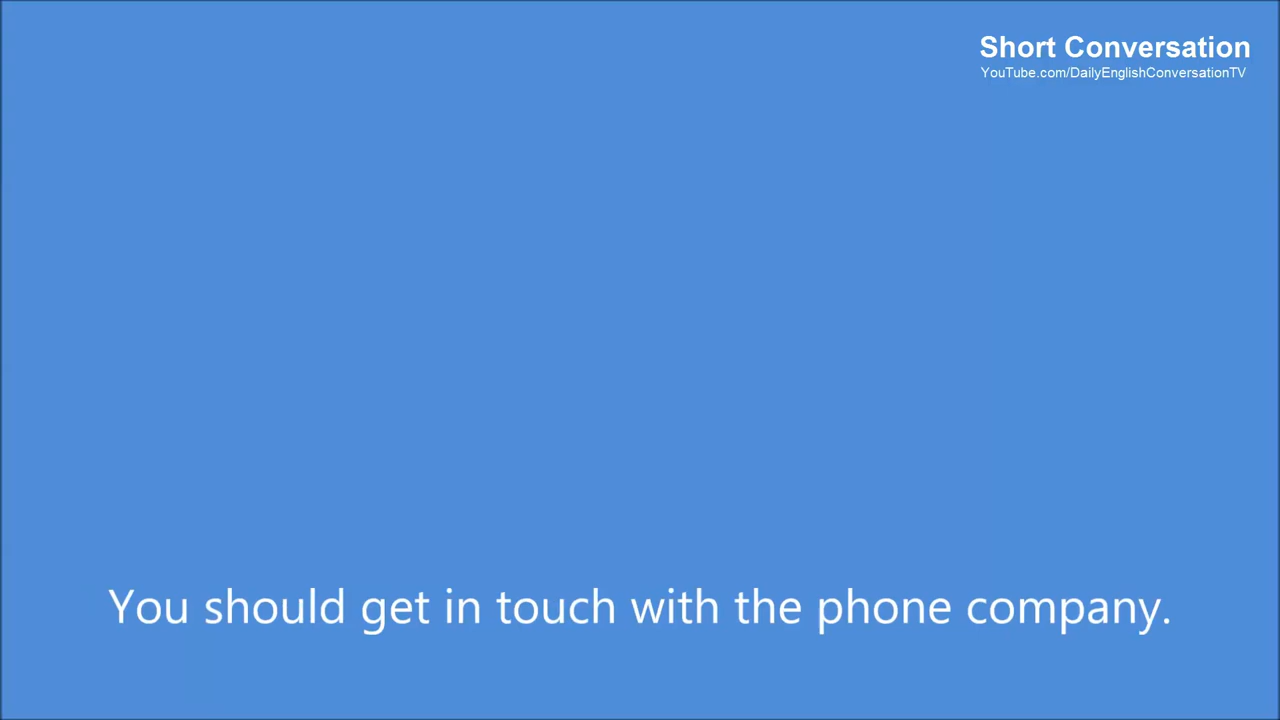 Short Conversation
YouTube.com/DailyEnglishConversationTV
You should get in touch with the phone company.